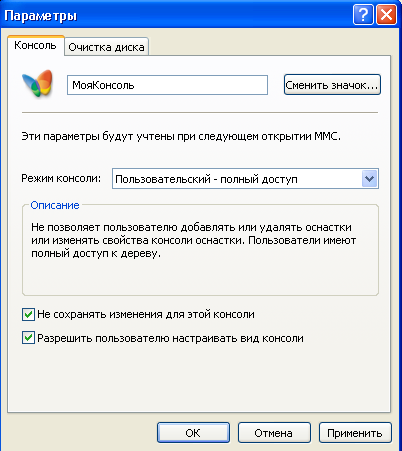 Параметры
Консоль
Очистка диска
МояКонсоль
Сменить значок...
Эти параметры будут учтены при следующем открытии MMC.
Режим консоли:
Пользовательский - полный доступ
Описание
Не позволяет пользователю добавлять или удалять оснастки
или изменять свойства консоли оснастки. Пользователи имеют
полный доступ к дереву.
Не сохранять изменения для этой консоли
Разрешить пользователю настраивать вид консоли
ОК
Отмена
Применить